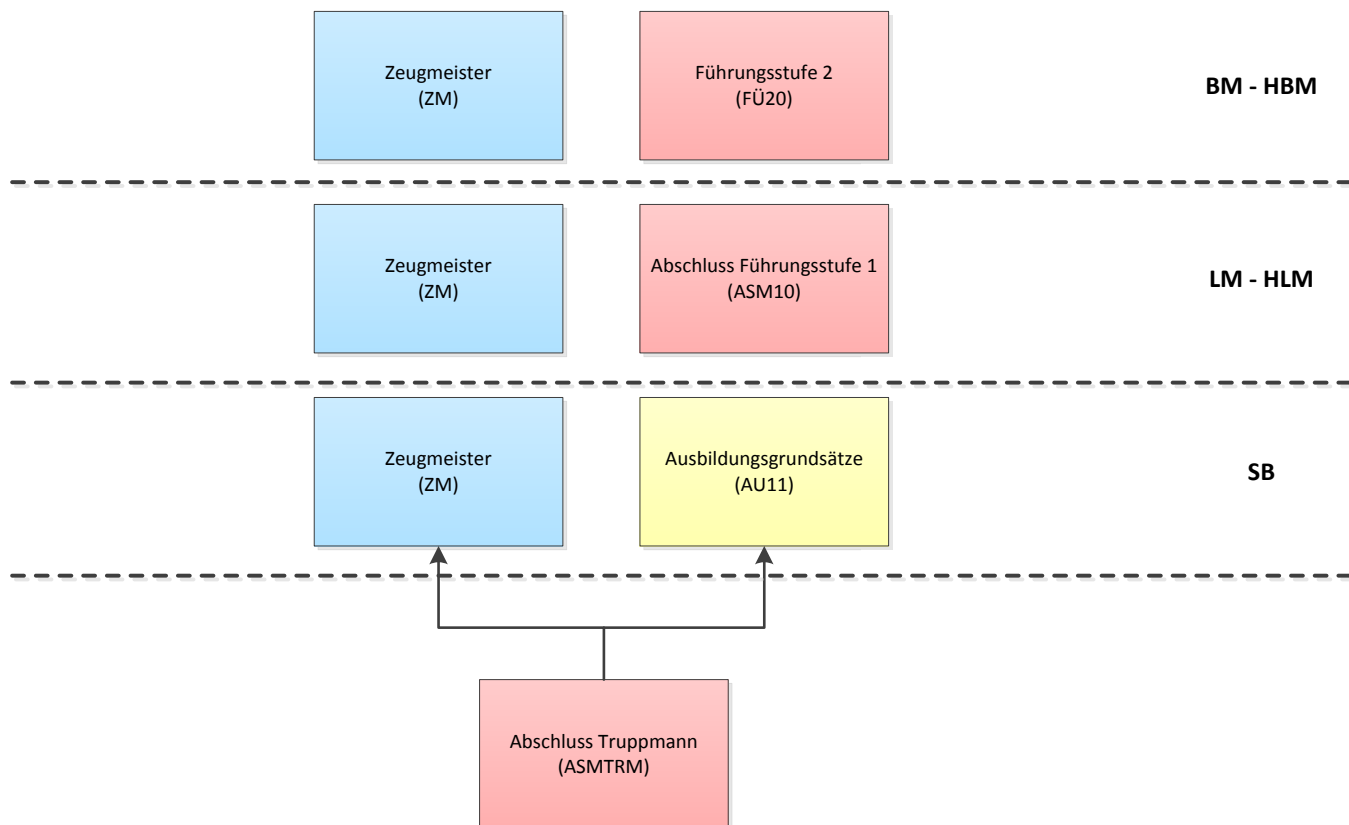 Zeugmeister
(ZM)
Führungsstufe 2
(FÜ20)
BM - HBM
Zeugmeister
(ZM)
Abschluss Führungsstufe 1
(ASM10)
LM - HLM
Zeugmeister
(ZM)
Ausbildungsgrundsätze
(AU11)
SB
Abschluss Truppmann
(ASMTRM)